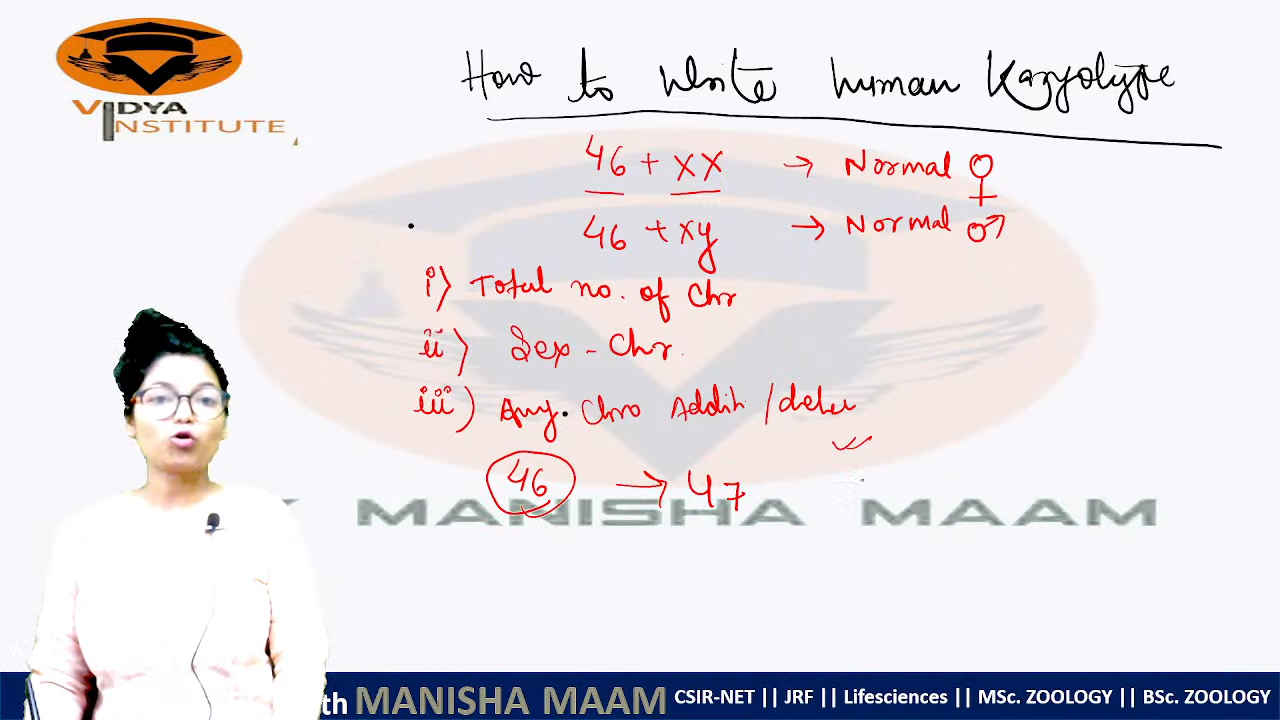 VIDYA
INSTITUTE
How to write human Karyotype
46 + XX → Normal ♀
46 + xy → Normal ♂
i) Total no. of Chr
ii) Sex - Chr.
iii) Any. Chro Addit /delu
46 → 47
MANISHA MAAM
th MANISHA MAAM CSIR-NET || JRF || Lifesciences || MSc. ZOOLOGY || BSc. ZOOLOGY